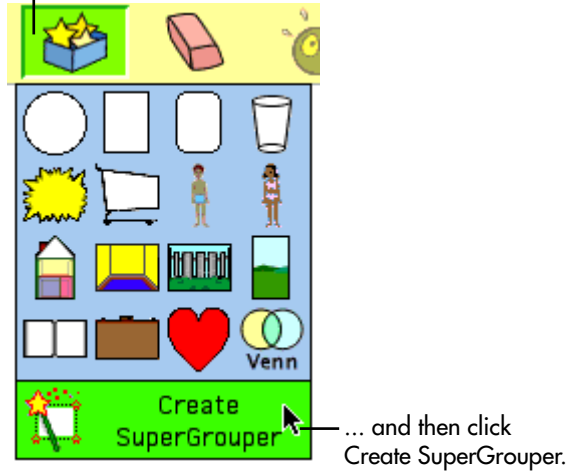 Venn
Create
SuperGrouper
... and then click
Create SuperGrouper.